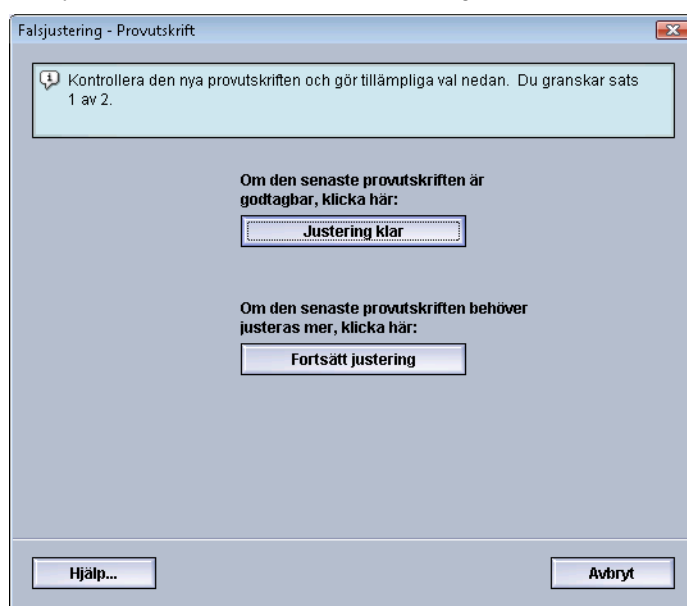 Falsjustering - Provutskrift
Kontrollera den nya provutskriften och gör tillämpliga val nedan. Du granskar sats
1 av 2.
Om den senaste provutskriften är
godtagbar, klicka här:
Justering klar
Om den senaste provutskriften behöver
justeras mer, klicka här:
Fortsätt justering
Hjälp...
Avbryt